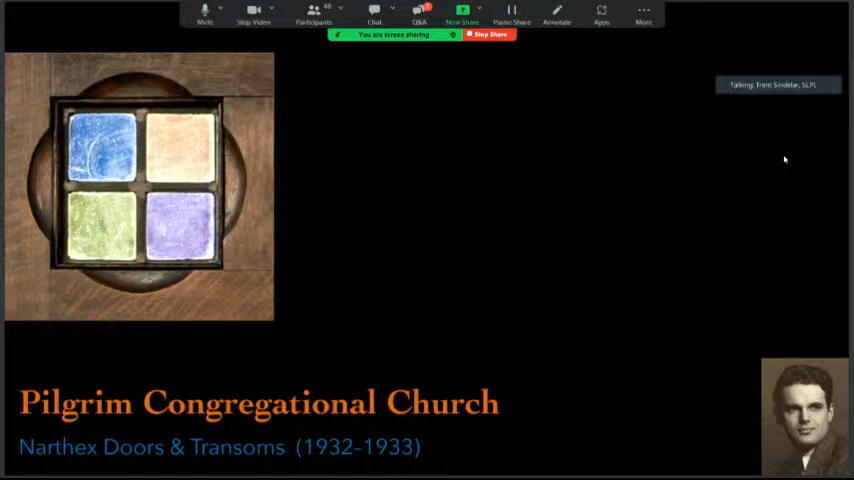 48
1
Mute
Stop Video
Participants
Chat
Q&A
New Share
Pause Share
Annotate
Apps
More
You are screen sharing
Stop Share
Talking: Trent Sindelar, SLPL
Pilgrim Congregational Church
Narthex Doors & Transoms (1932-1933)